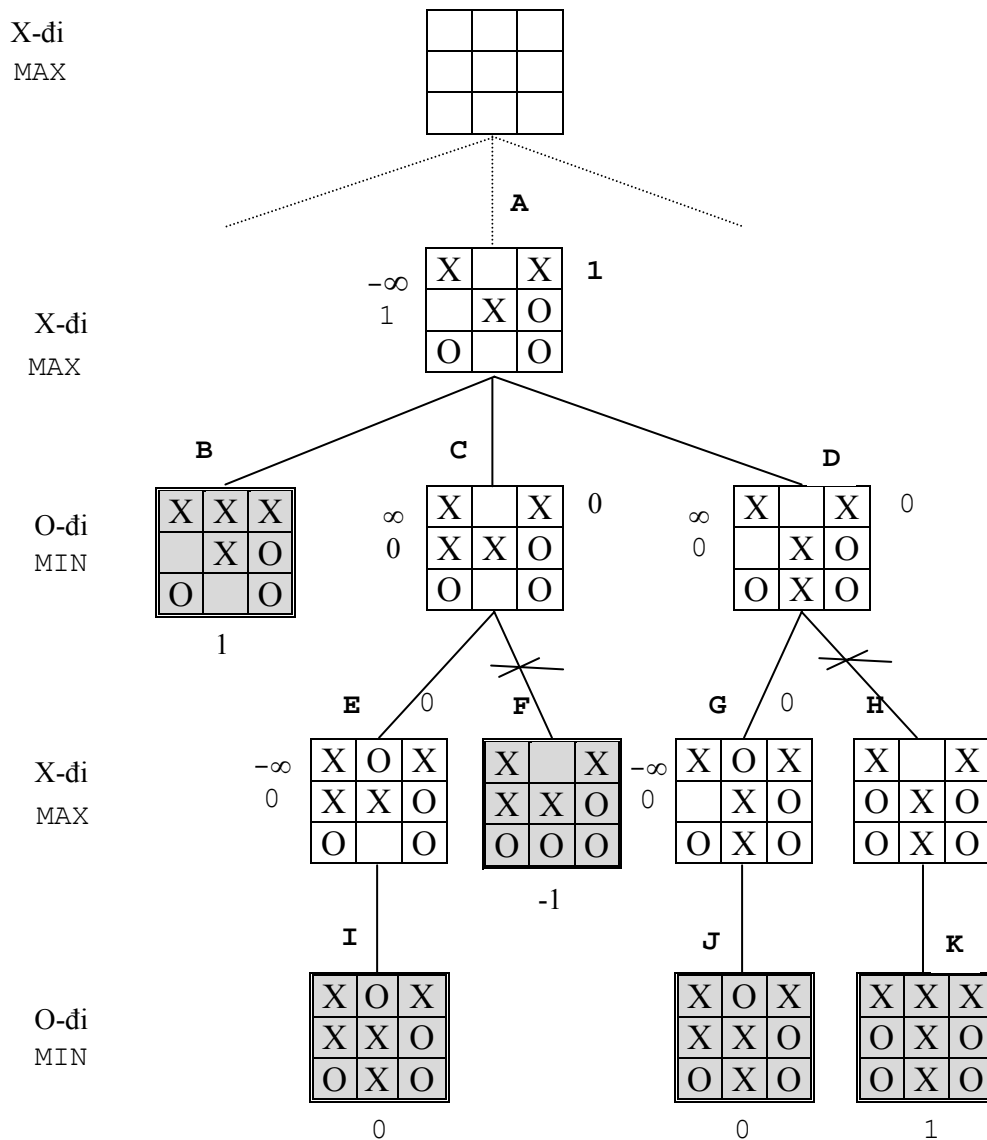 X-đi
MAX
A
X X 1
-∞
X O
1
X-đi
O O
MAX
B C D
X X X X X 0 X X 0
∞ ∞
O-đi
X O 0 X X O 0 X O
MIN
O O O O O X O
1
E 0 F G 0 H
X O X X X X O X X X
X-đi -∞ -∞
0 X X O X X O 0 X O O X O
MAX
O O O O O O X O O X O
-1
I J K
X O X X O X X X X
O-đi
X X O X X O O X O
MIN
O X O O X O O X O
0 0 1